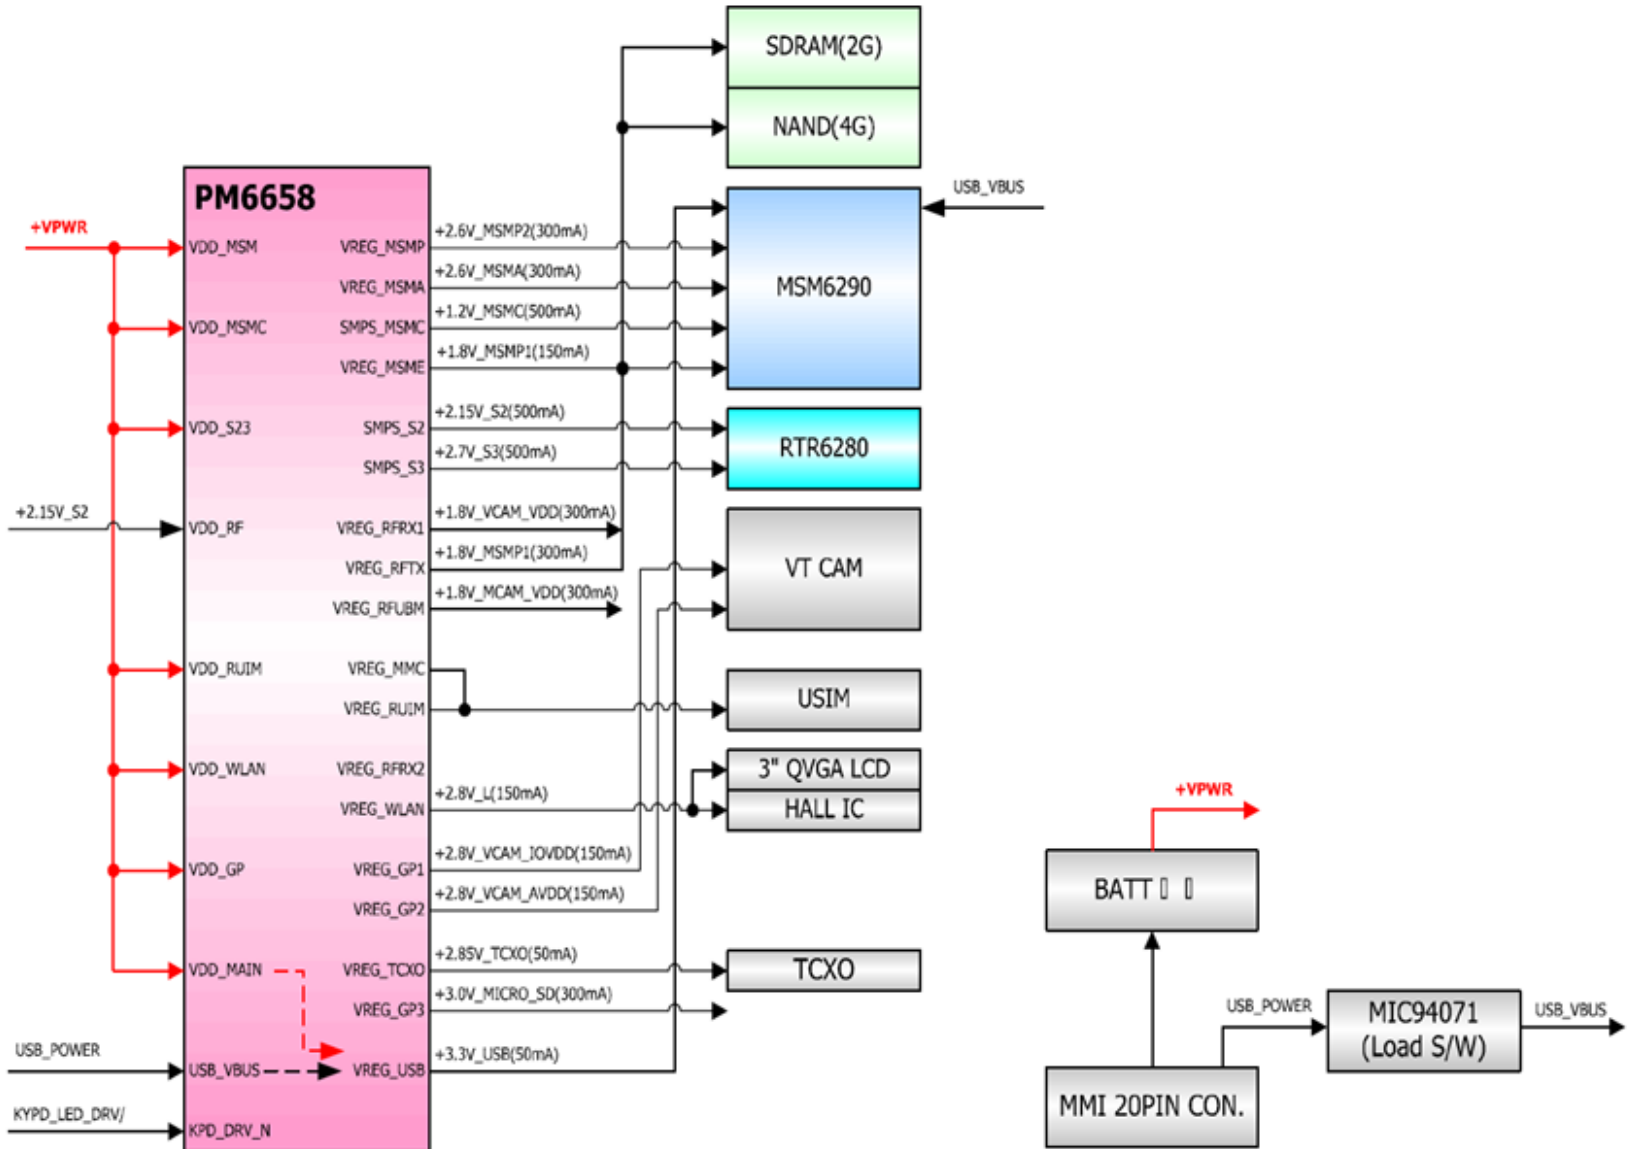 SDRAM(2G)
NAND(4G)
PM6658
USB_VBUS
+VPWR
VDD_MSM
VREG_MSMP
+2.6V_MSMP2(300mA)
VREG_MSMA
+2.6V_MSMA(300mA)
MSM6290
VDD_MSMC
SMPS_MSMC
+1.2V_MSMC(500mA)
VREG_MSME
+1.8V_MSMP1(150mA)
VDD_S23
SMPS_S2
+2.15V_S2(500mA)
RTR6280
SMPS_S3
+2.7V_S3(500mA)
+2.15V_S2
VDD_RF
VREG_RFRX1
+1.8V_VCAM_VDD(300mA)
VREG_RFTX
+1.8V_MSMP1(300mA)
VT CAM
VREG_RFUBM
+1.8V_MCAM_VDD(300mA)
VDD_RUIM
VREG_MMC
VREG_RUIM
USIM
VDD_WLAN
VREG_RFRX2
3" QVGA LCD
VREG_WLAN
+2.8V_L(150mA)
HALL IC
+VPWR
VDD_GP
VREG_GP1
+2.8V_VCAM_IOVDD(150mA)
BATT
VREG_GP2
+2.8V_VCAM_AVDD(150mA)
VDD_MAIN
VREG_TCXO
+2.85V_TCXO(50mA)
TCXO
VREG_GP3
+3.0V_MICRO_SD(300mA)
USB_POWER
MIC94071
(Load S/W)
USB_VBUS
USB_POWER
USB_VBUS
VREG_USB
+3.3V_USB(50mA)
MMI 20PIN CON.
KYPD_LED_DRV/
KPD_DRV_N